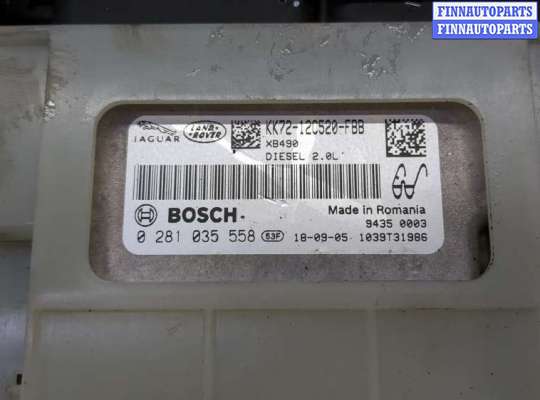 FINNAUTOPARTS
FINNAUTOPARTS
JAGUAR
LAND ROVER
KK72-12C520-FBB
XB490
DIESEL 2.0L
BOSCH
Made in Romania
9435 0003
0 281 035 558 53F 18-09-05 1039T31986